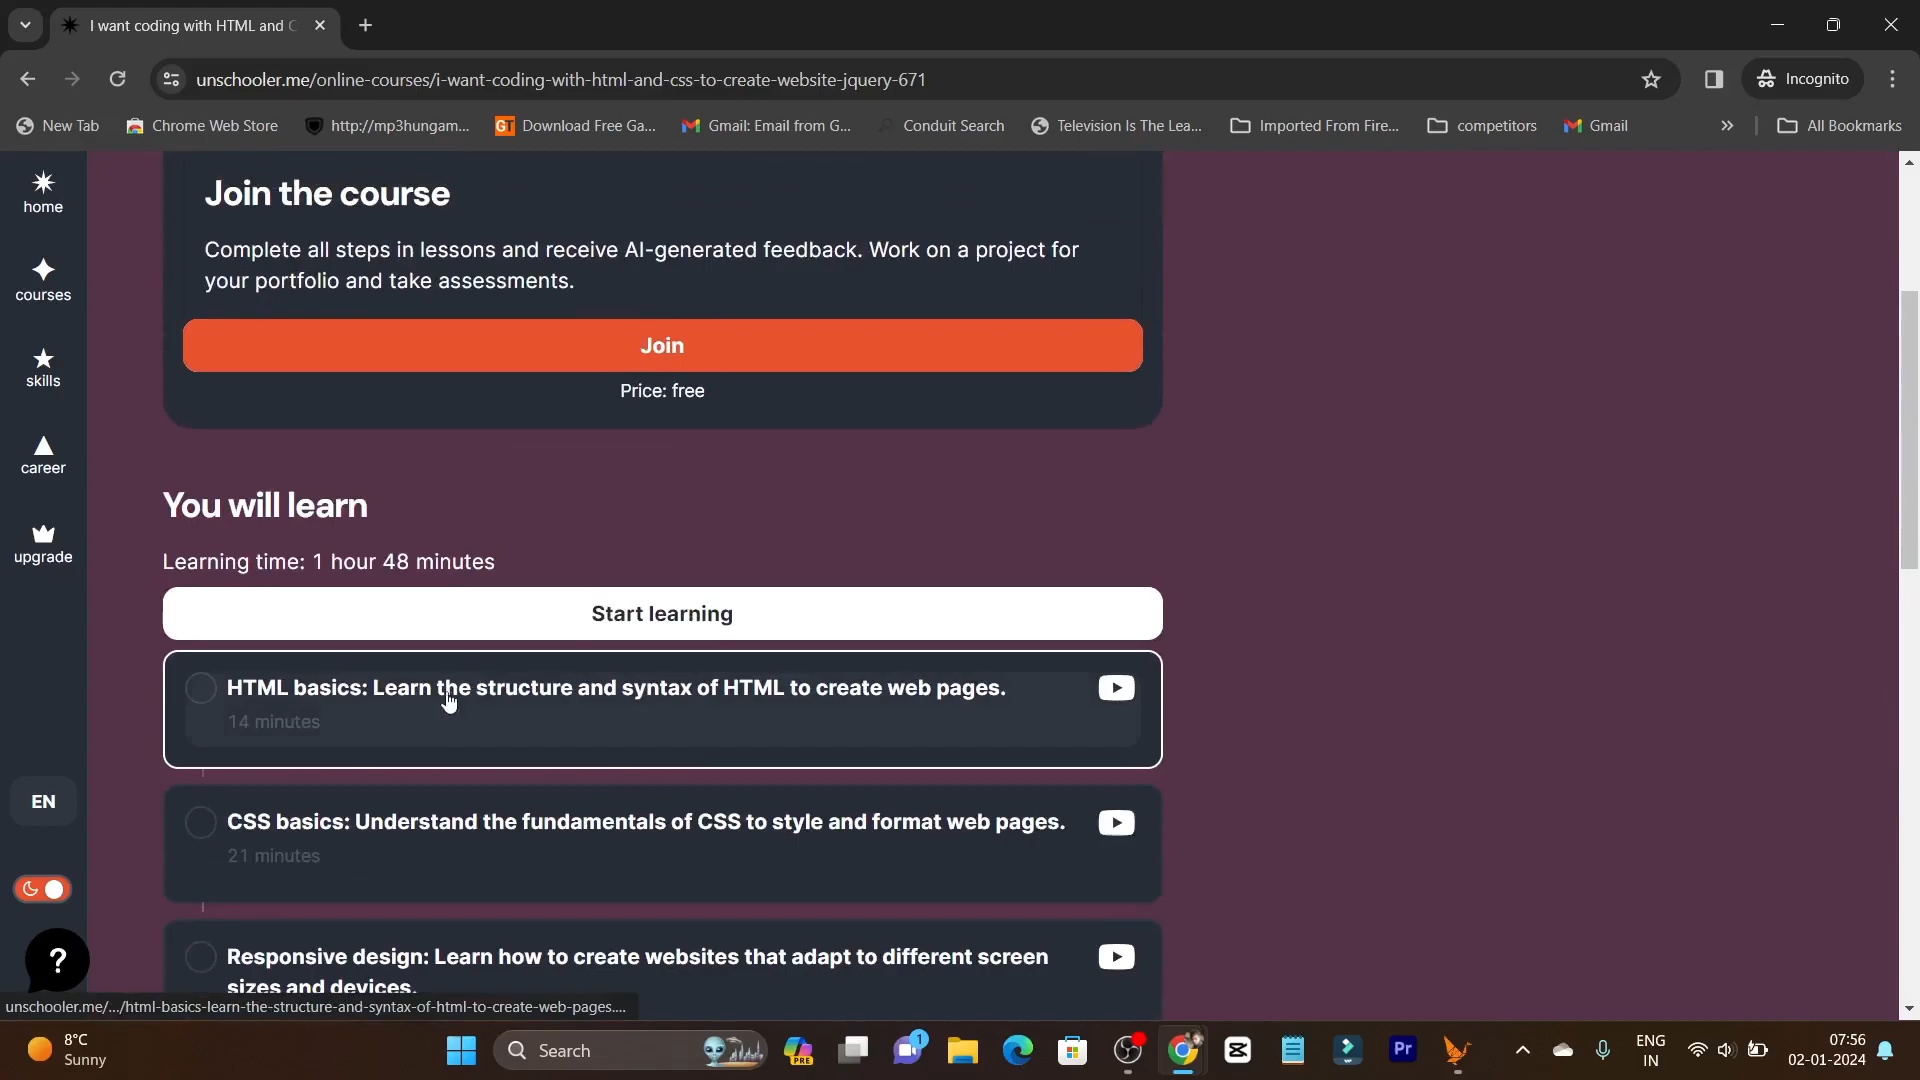 I want coding with HTML and C
unschooler.me/online-courses/i-want-coding-with-html-and-css-to-create-website-jquery-671
Incognito
New Tab
Chrome Web Store
http://mp3hungam...
GT
Download Free Ga...
Gmail: Email from G...
Conduit Search
Television Is The Lea...
Imported From Fire...
competitors
Gmail
All Bookmarks
home
courses
skills
career
upgrade
EN
?
Join the course
Complete all steps in lessons and receive AI-generated feedback. Work on a project for
your portfolio and take assessments.
Join
Price: free
You will learn
Learning time: 1 hour 48 minutes
Start learning
HTML basics: Learn the structure and syntax of HTML to create web pages.
14 minutes
CSS basics: Understand the fundamentals of CSS to style and format web pages.
21 minutes
Responsive design: Learn how to create websites that adapt to different screen
sizes and devices.
unschooler.me/.../html-basics-learn-the-structure-and-syntax-of-html-to-create-web-pages....
8°C
Sunny
Search
PRE
1
Pr
ENG
IN
07:56
02-01-2024